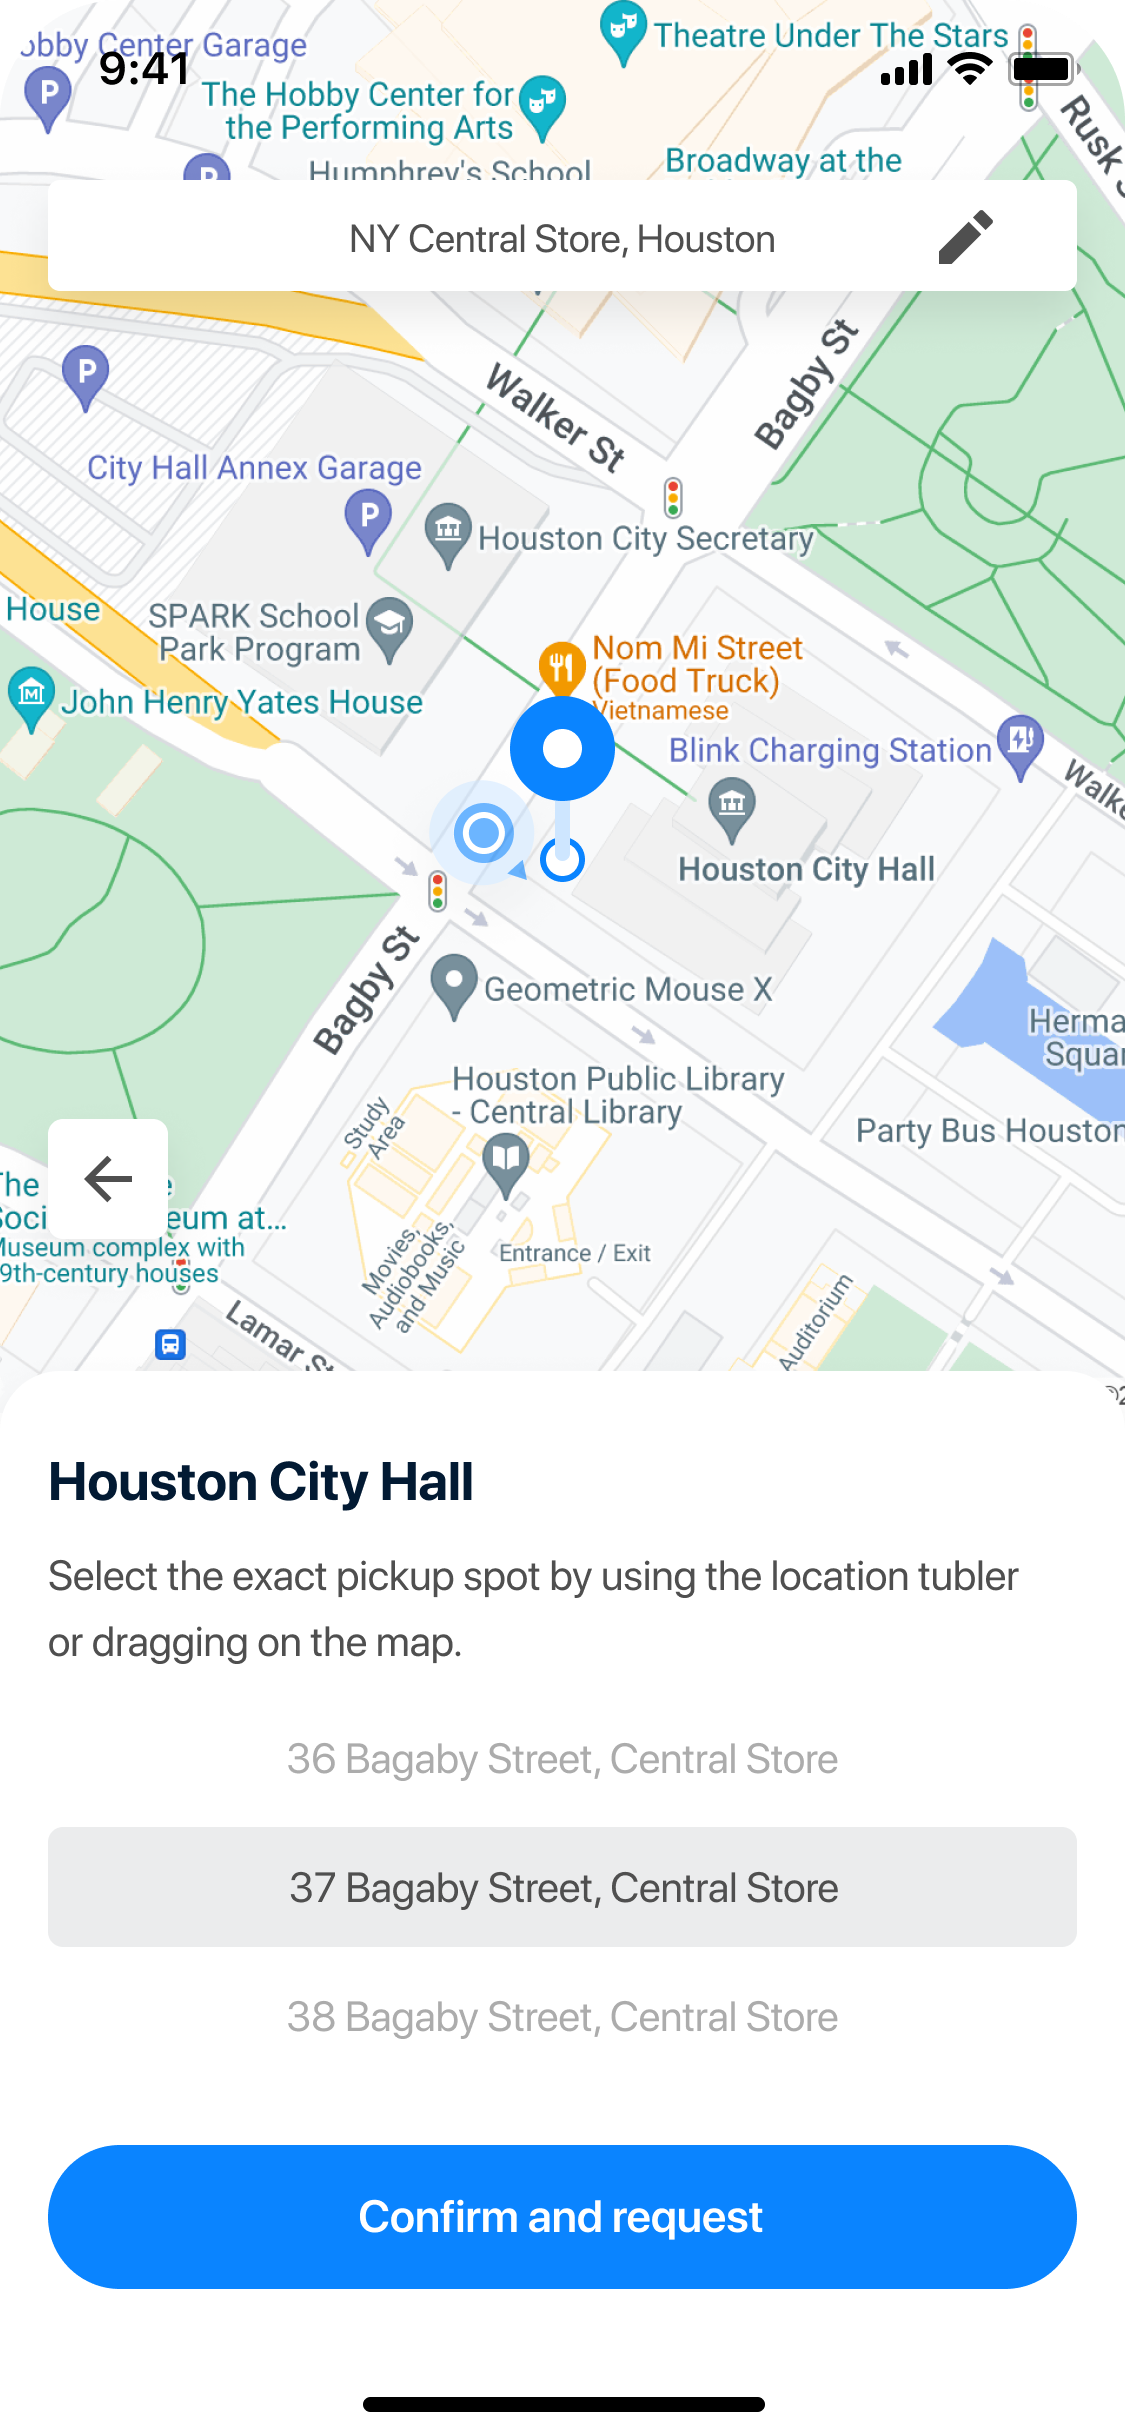 obby Center Garage
Theatre Under The Stars
9:41
The Hobby Center for
the Performing Arts
Rusk
Humphrey's School
Broadway at the
NY Central Store, Houston
Walker St
Bagby St
City Hall Annex Garage
Houston City Secretary
House
SPARK School
Park Program
Nom Mi Street
(Food Truck)
Vietnamese
John Henry Yates House
Blink Charging Station
Walke
Houston City Hall
Bagby St
Geometric Mouse X
Herma
Squar
Houston Public Library
- Central Library
Study
Area
Party Bus Houston
The
Soci eum at...
Museum complex with
9th-century houses
Movies,
Audiobooks,
and Music
Entrance / Exit
Auditorium
Lamar St
Houston City Hall
Select the exact pickup spot by using the location tubler
or dragging on the map.
36 Bagaby Street, Central Store
37 Bagaby Street, Central Store
38 Bagaby Street, Central Store
Confirm and request